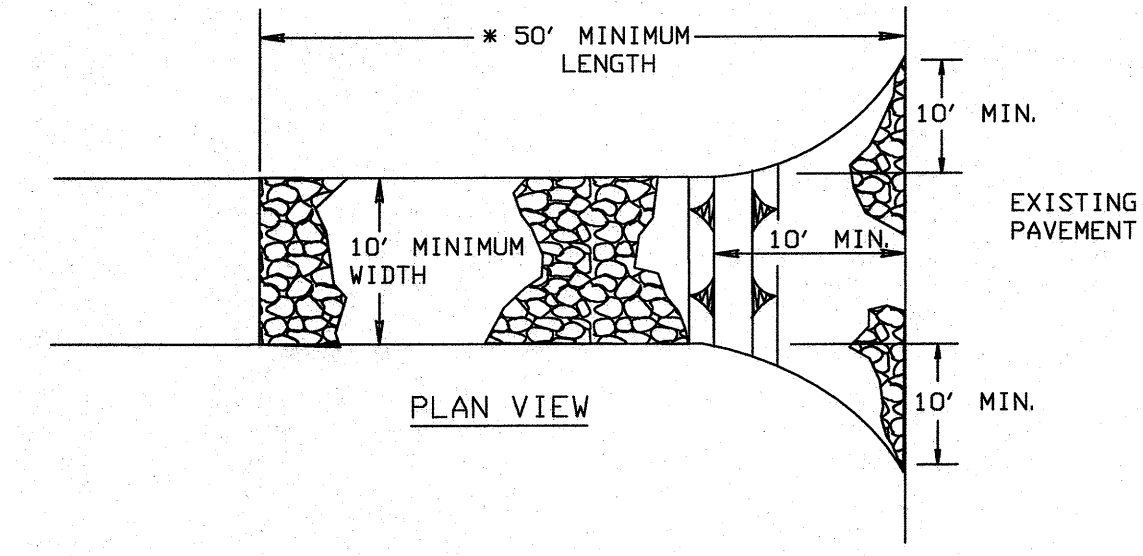 * 50' MINIMUM
LENGTH
10' MIN.
EXISTING
PAVEMENT
10' MINIMUM
WIDTH
10' MIN.
10' MIN.
PLAN VIEW